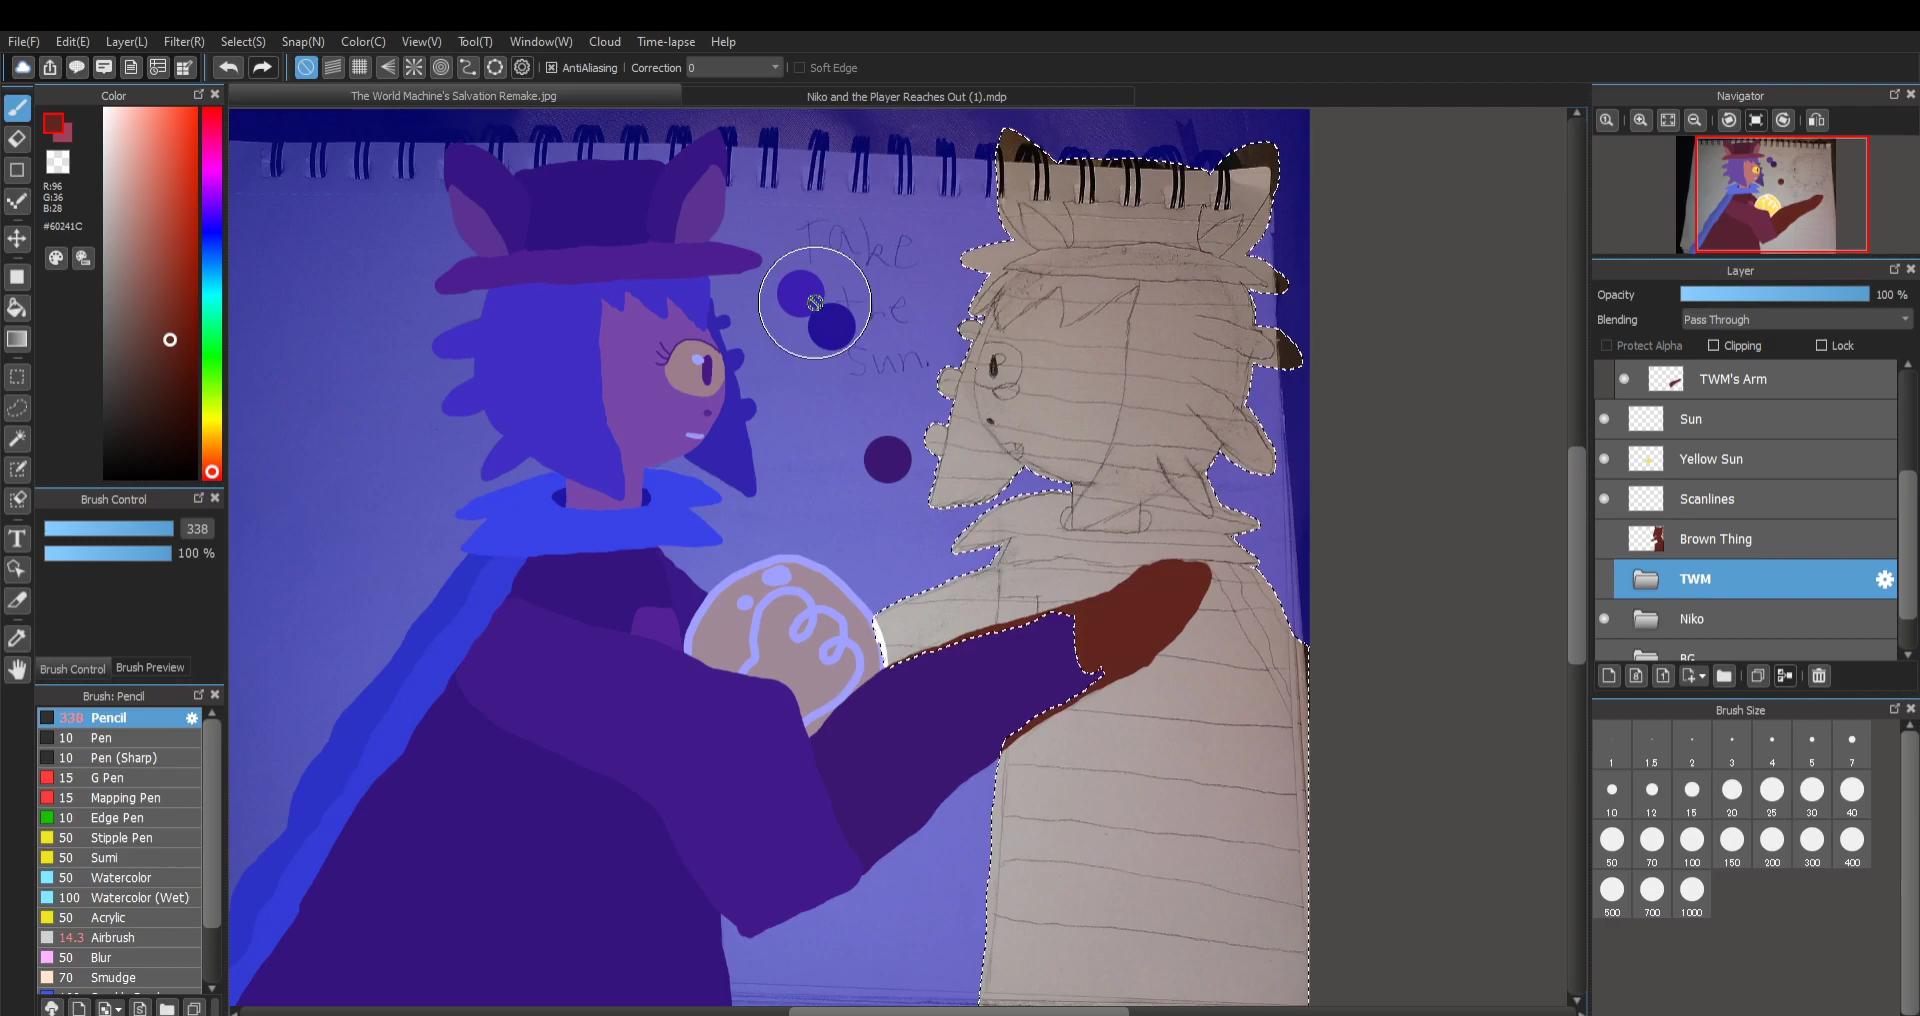 File(F) Edit(E) Layer(L) Filter(R) Select(S) Snap(N) Color(C) View(V) Tool(T) Window(W) Cloud Time-lapse Help
AntiAliasing Correction 0 Soft Edge
Color
The World Machine's Salvation Remake.jpg
Niko and the Player Reaches Out (1).mdp
Navigator
R:96
G:36
B:28
#60241C
Take
the
Sun.
Brush Control
338
100 %
Brush Control Brush Preview
Brush: Pencil
338 Pencil
10 Pen
10 Pen (Sharp)
15 G Pen
15 Mapping Pen
10 Edge Pen
50 Stipple Pen
50 Sumi
50 Watercolor
100 Watercolor (Wet)
50 Acrylic
14.3 Airbrush
50 Blur
70 Smudge
Layer
Opacity 100 %
Blending Pass Through
Protect Alpha Clipping Lock
TWM's Arm
Sun
Yellow Sun
Scanlines
Brown Thing
TWM
Niko
BG
Brush Size
1 1.5 2 3 4 5 7
10 12 15 20 25 30 40
50 70 100 150 200 300 400
500 700 1000